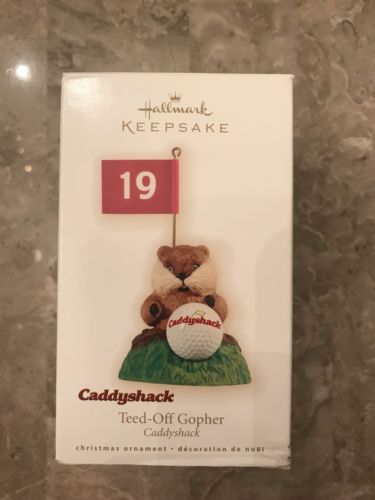 Hallmark
KEEPSAKE
19
Caddyshack
Caddyshack
Teed-Off Gopher
Caddyshack
christmas ornament • décoration de noël